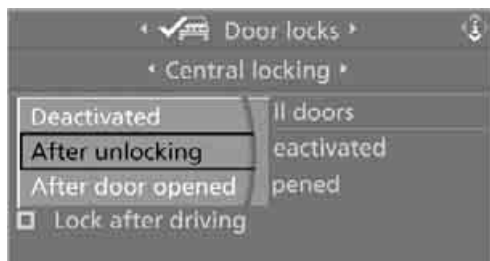 Door locks
Central locking
Deactivated ll doors
After unlocking eactivated
After door opened pened
Lock after driving